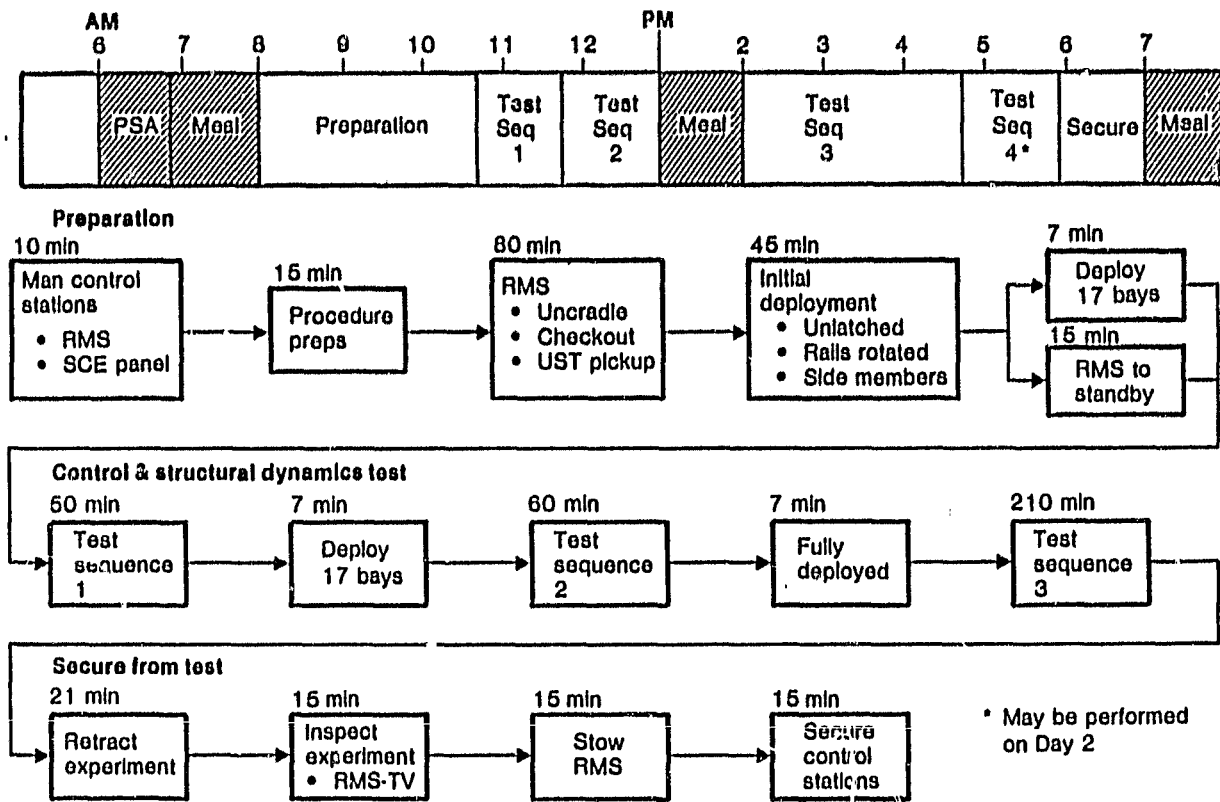 AM
PM
6 7 8 9 10 11 12 2 3 4 5 6 7
PSA
Meal
Preparation
Test
Seq
1
Test
Seq
2
Meal
Test
Seq
3
Test
Seq
4*
Secure
Meal
Preparation
10 min
Man control
stations
• RMS
• SCE panel
15 min
Procedure
preps
80 min
RMS
• Uncradle
• Checkout
• UST pickup
45 min
Initial
deployment
• Unlatched
• Rails rotated
• Side members
7 min
Deploy
17 bays
15 min
RMS to
standby
Control & structural dynamics test
50 min
Test
sequence
1
7 min
Deploy
17 bays
60 min
Test
sequence
2
7 min
Fully
deployed
210 min
Test
sequence
3
Secure from test
21 min
Retract
experiment
15 min
Inspect
experiment
• RMS-TV
15 min
Stow
RMS
15 min
Secure
control
stations
* May be performed
on Day 2